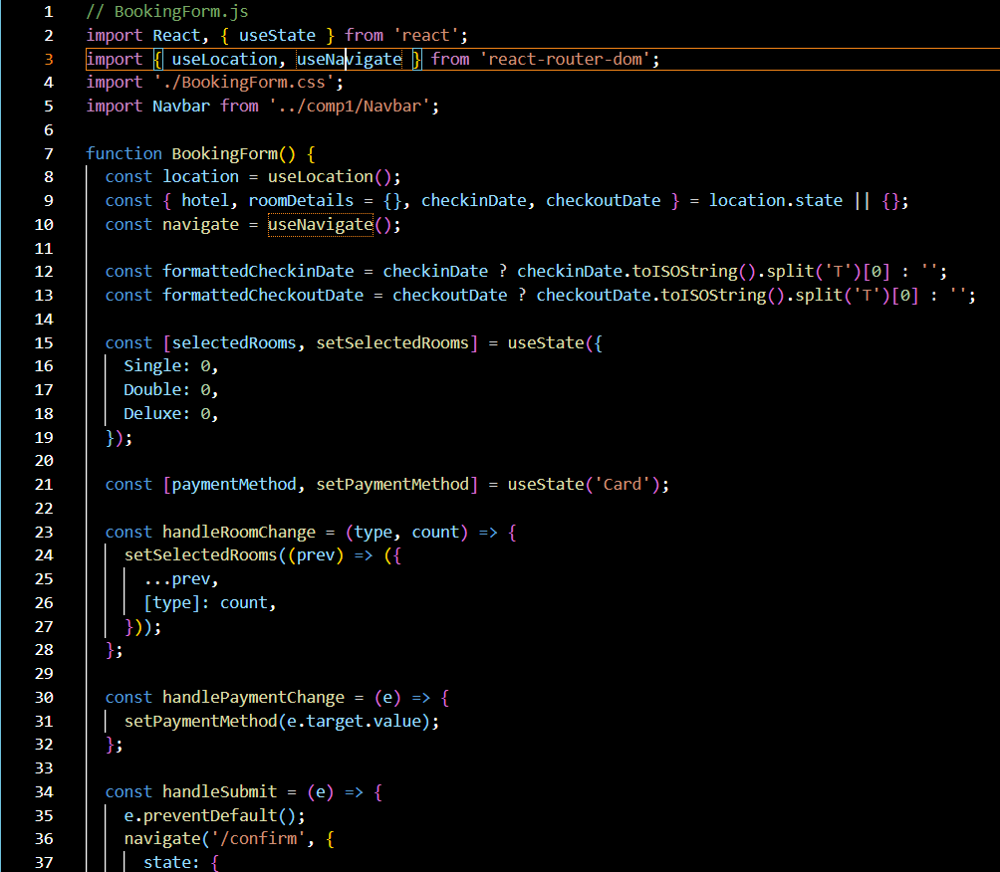 1 // BookingForm.js
2 import React, { useState } from 'react';
3 import { useLocation, useNavigate } from 'react-router-dom';
4 import './BookingForm.css';
5 import Navbar from '../comp1/Navbar';
6
7 function BookingForm() {
8 const location = useLocation();
9 const { hotel, roomDetails = {}, checkinDate, checkoutDate } = location.state || {};
10 const navigate = useNavigate();
11
12 const formattedCheckinDate = checkinDate ? checkinDate.toISOString().split('T')[0] : '';
13 const formattedCheckoutDate = checkoutDate ? checkoutDate.toISOString().split('T')[0] : '';
14
15 const [selectedRooms, setSelectedRooms] = useState({
16 Single: 0,
17 Double: 0,
18 Deluxe: 0,
19 });
20
21 const [paymentMethod, setPaymentMethod] = useState('Card');
22
23 const handleRoomChange = (type, count) => {
24 setSelectedRooms((prev) => ({
25 ...prev,
26 [type]: count,
27 }));
28 };
29
30 const handlePaymentChange = (e) => {
31 setPaymentMethod(e.target.value);
32 };
33
34 const handleSubmit = (e) => {
35 e.preventDefault();
36 navigate('/confirm', {
37 state: {